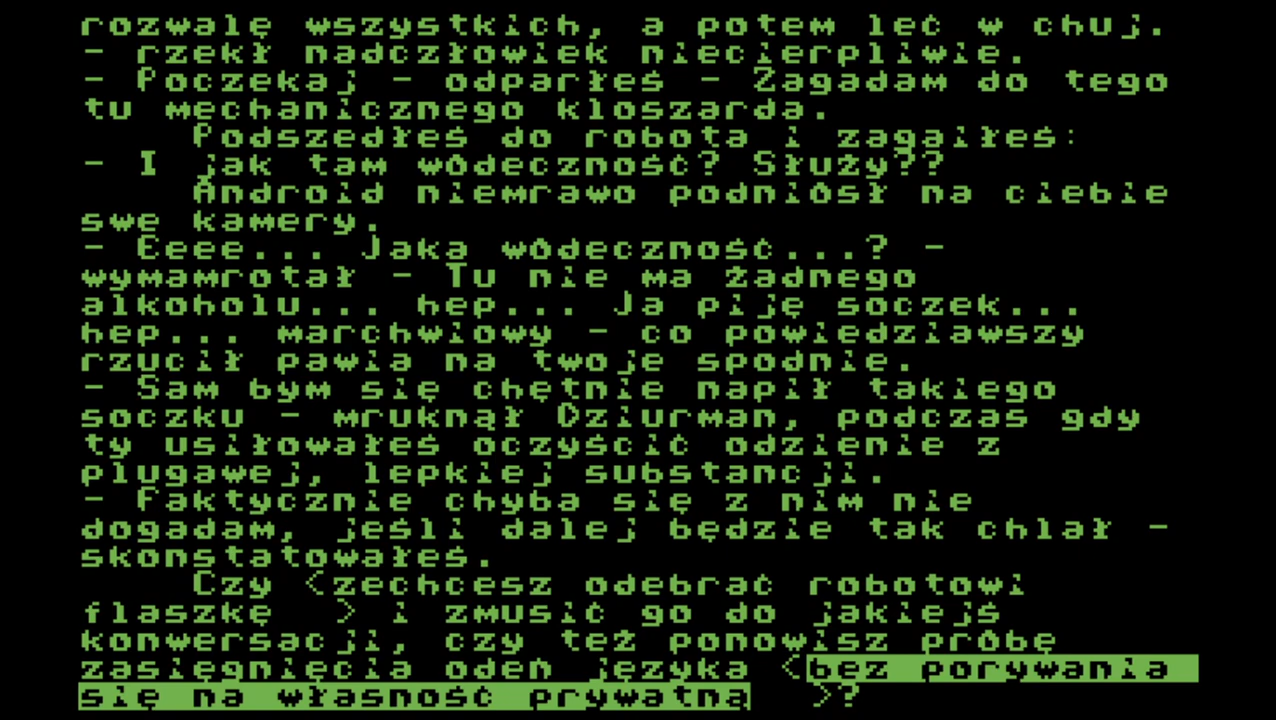 rozwalę wszystkich, a potem leć w chuj.
- rzekł nadczłowiek niecierpliwie.
- Poczekaj - odparłeś - Zagadam do tego
tu mechanicznego kloszarda.
Podszedłeś do robota i zagaiłeś:
- I jak tam wódeczność? Służy??
Android niemrawo podniósł na ciebie
swe kamery.
- Eeee... Jaka wódeczność...? -
wymamrotał - Tu nie ma żadnego
alkoholu... hep... Ja piję soczek...
hep... marchwiowy - co powiedziawszy
rzucił pawia na twoje spodnie.
- Sam bym się chętnie napił takiego
soczku - mruknął Dziurman, podczas gdy
ty usiłowałeś oczyścić odzienie z
plugawej, lepkiej substancji.
- Faktycznie chyba się z nim nie
dogadam, jeśli dalej będzie tak chlał -
skonstatowałeś.
Czy <zechcesz odebrać robotowi
flaszkę > i zmusić go do jakiejś
konwersacji, czy też ponowisz próbę
zasięgnięcia odeń języka <bez porywania
się na własność prywatną >?